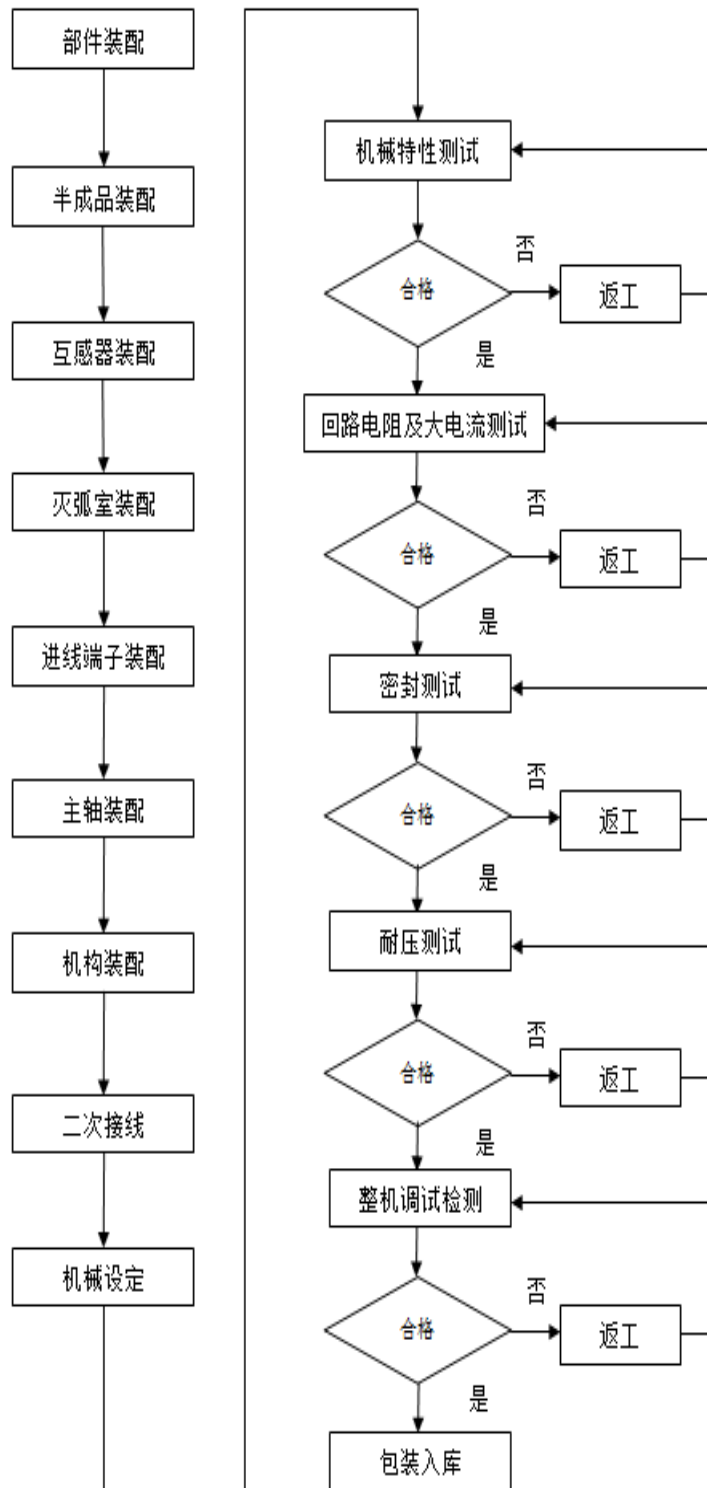 部件装配
半成品装配
互感器装配
灭弧室装配
进线端子装配
主轴装配
机构装配
二次接线
机械设定
机械特性测试
合格
否
返工
是
回路电阻及大电流测试
合格
否
返工
是
密封测试
合格
否
返工
是
耐压测试
合格
否
返工
是
整机调试检测
合格
否
返工
是
包装入库